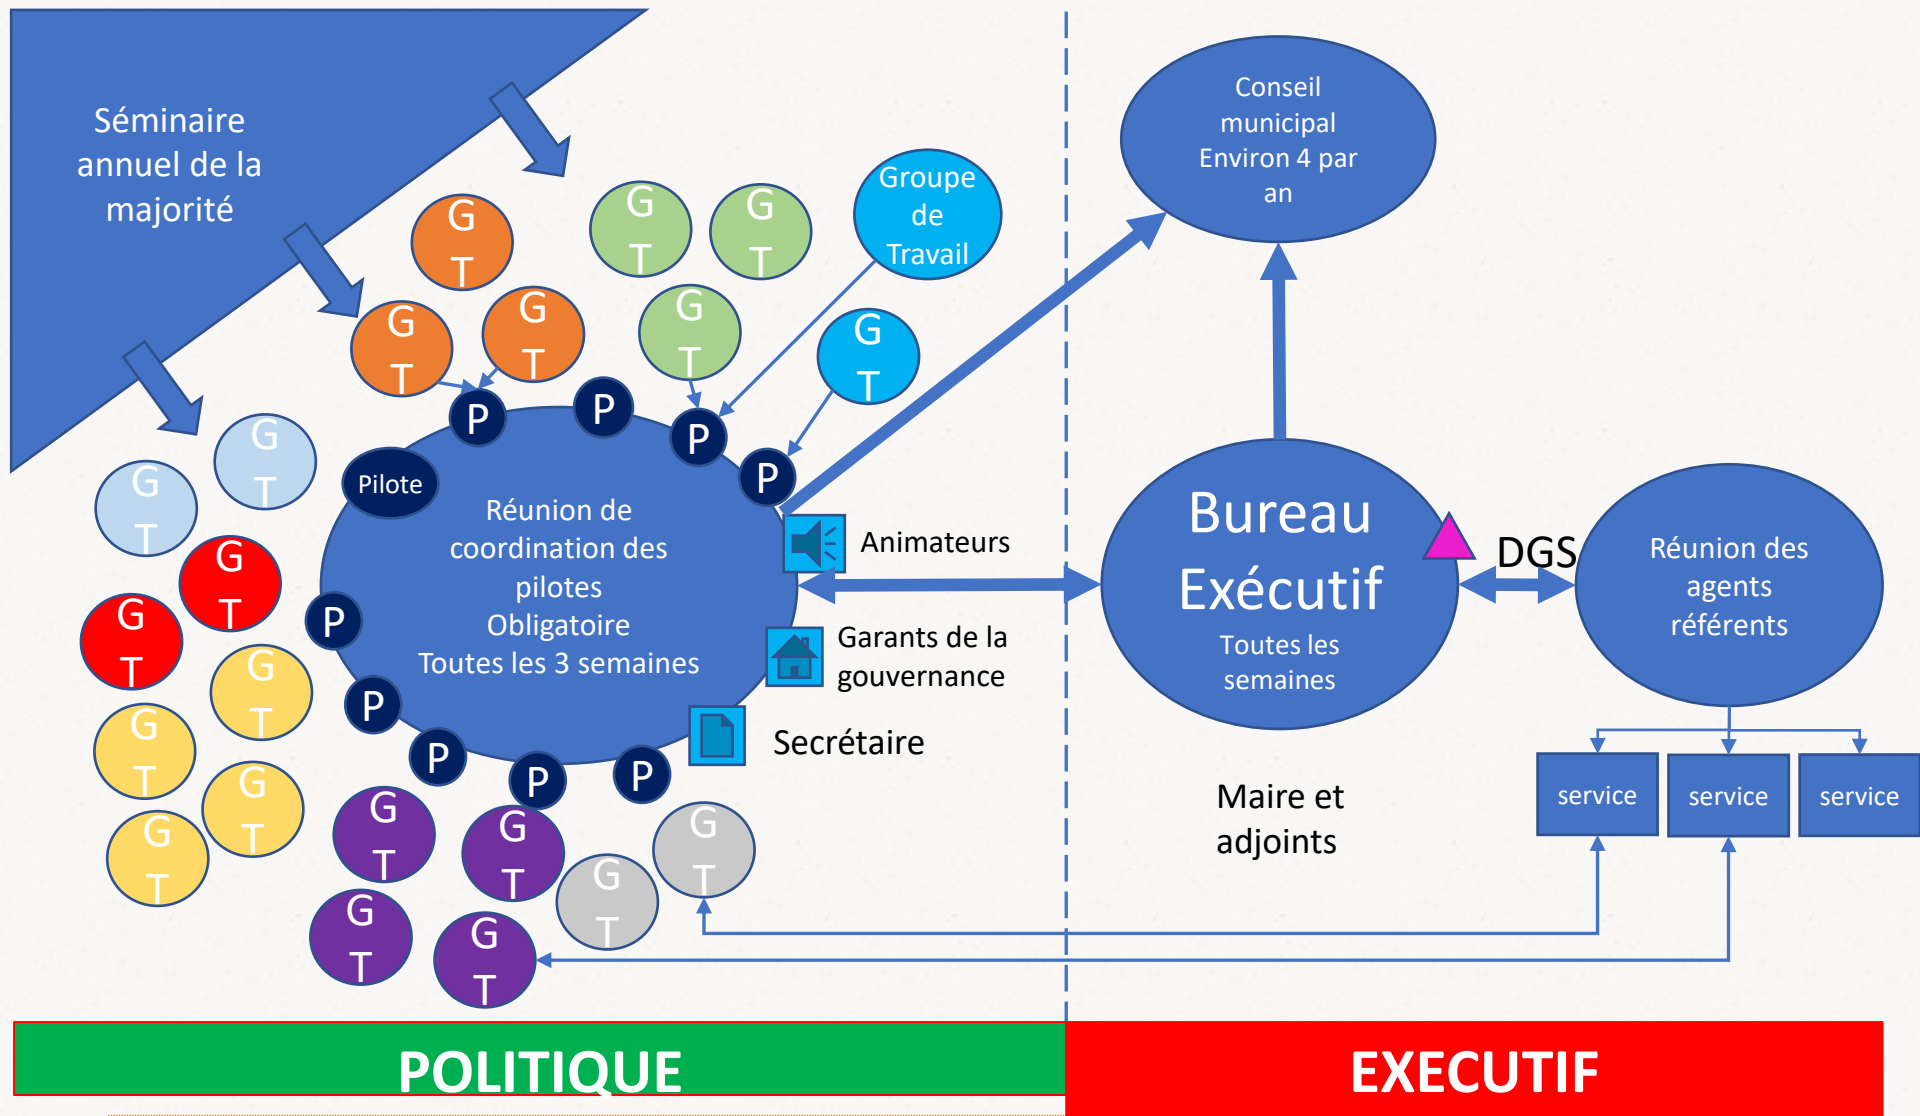 Séminaire
annuel de la
majorité
Conseil
municipal
Environ 4 par
an
Groupe
de
Travail
G
T
G
T
G
T
G
T
G
T
G
T
G
T
P
P
P
P
Pilote
Réunion de
coordination des
pilotes
Obligatoire
Toutes les 3 semaines
P
P
P
P
P
G
T
G
T
G
T
G
T
G
T
G
T
G
T
G
T
G
T
G
T
G
T
G
T
G
T
G
T
Animateurs
Garants de la
gouvernance
Secrétaire
Bureau
Exécutif
Toutes les
semaines
DGS
Réunion des
agents
référents
Maire et
adjoints
service
service
service
POLITIQUE
EXECUTIF